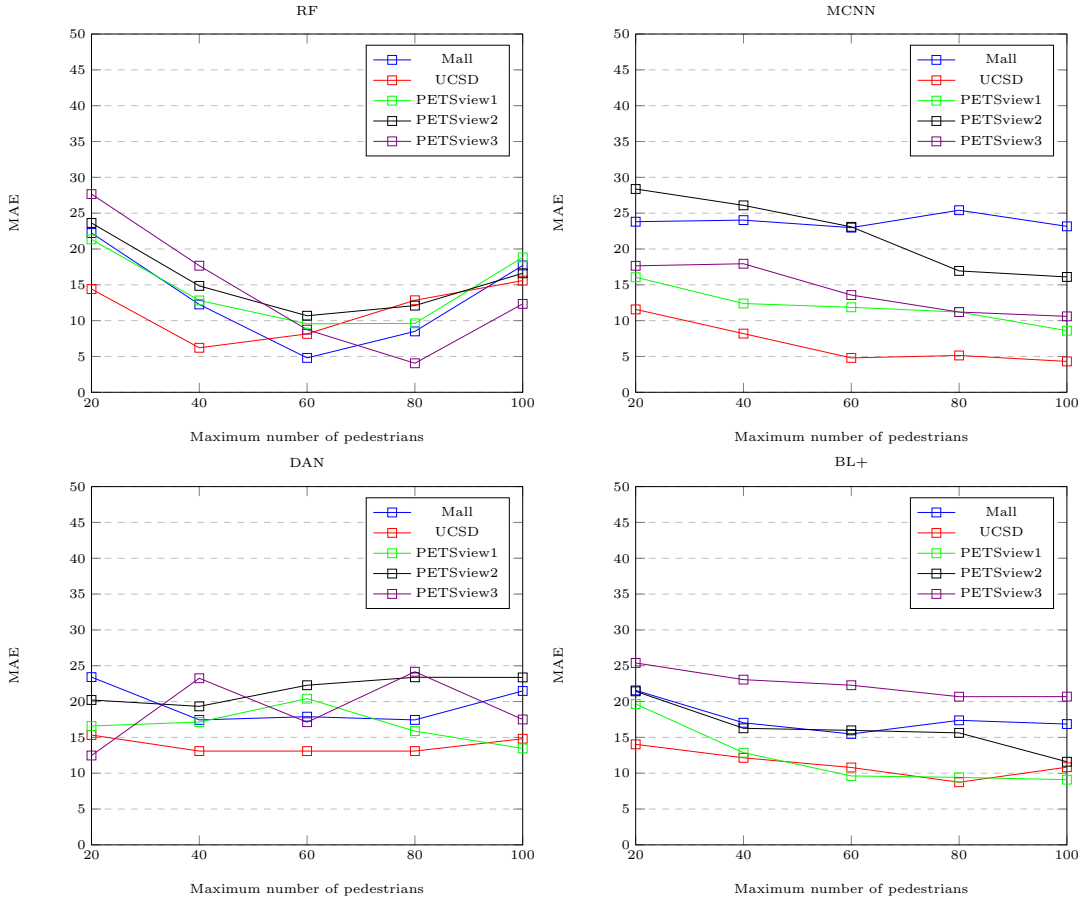 RF
50
45
40
35
30
25
20
15
10
5
0
MAE
Mall
UCSD
PETSview1
PETSview2
PETSview3
20 40 60 80 100
Maximum number of pedestrians
MCNN
50
45
40
35
30
25
20
15
10
5
0
MAE
Mall
UCSD
PETSview1
PETSview2
PETSview3
20 40 60 80 100
Maximum number of pedestrians
DAN
50
45
40
35
30
25
20
15
10
5
0
MAE
Mall
UCSD
PETSview1
PETSview2
PETSview3
20 40 60 80 100
Maximum number of pedestrians
BL+
50
45
40
35
30
25
20
15
10
5
0
MAE
Mall
UCSD
PETSview1
PETSview2
PETSview3
20 40 60 80 100
Maximum number of pedestrians